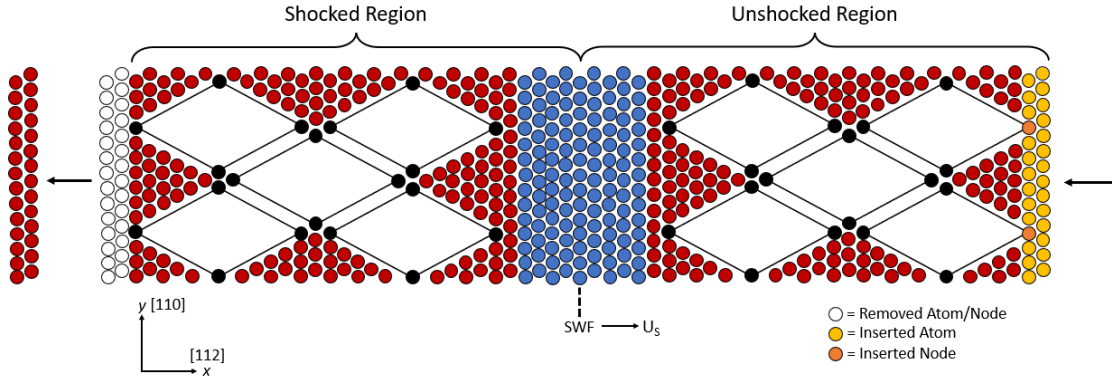 Shocked Region
Unshocked Region
y [110]
[112]
x
SWF
U_S
= Removed Atom/Node
= Inserted Atom
= Inserted Node